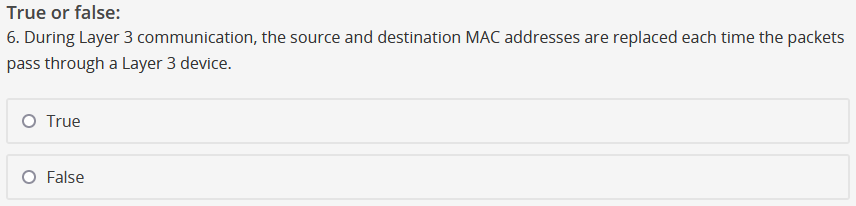 True or false:
6. During Layer 3 communication, the source and destination MAC addresses are replaced each time the packets
pass through a Layer 3 device.
True
False